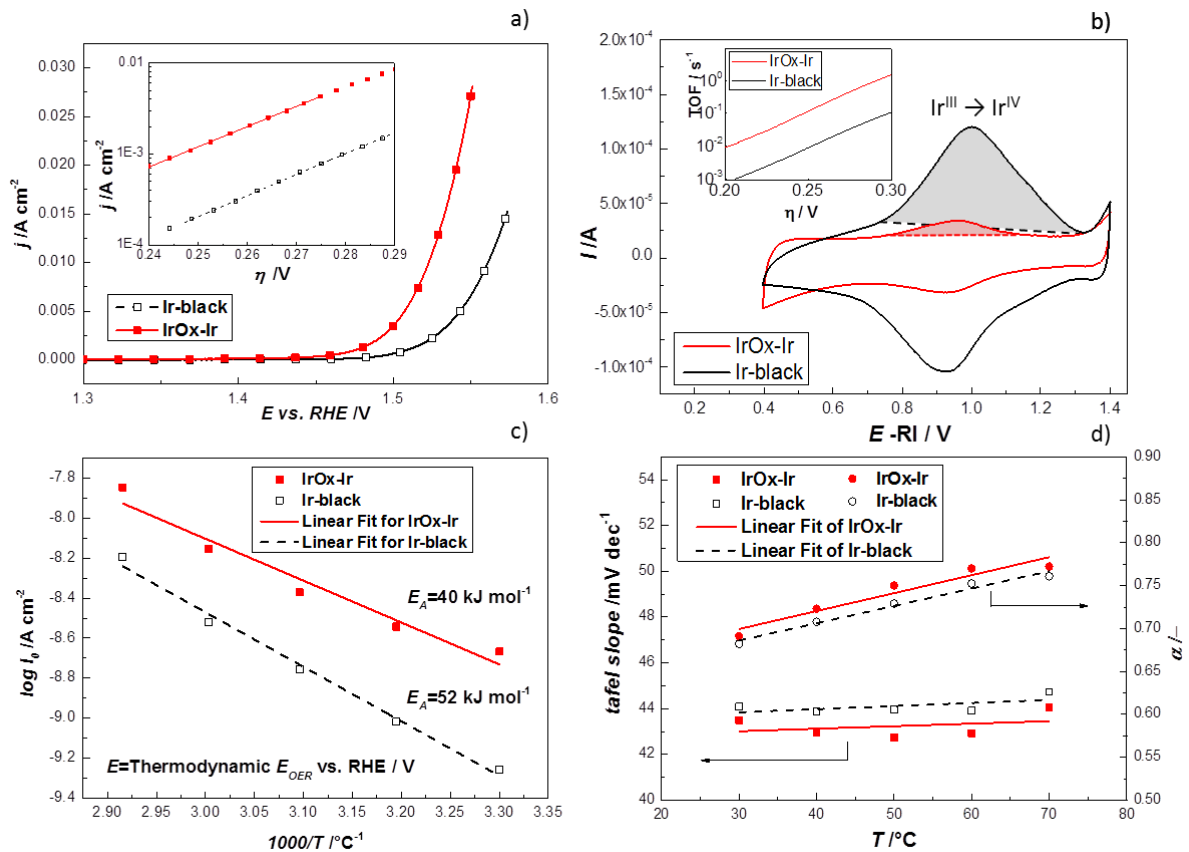 a)
0.030
0.025
0.020
0.015
0.010
0.005
0.000
j /A cm-2
0.01
1E-3
1E-4
j /A cm-2
0.24 0.25 0.26 0.27 0.28 0.29
η /V
Ir-black
IrOx-Ir
1.3 1.4 1.5 1.6
E vs. RHE /V
b)
2.0x10-4
1.5x10-4
1.0x10-4
5.0x10-5
0.0
-5.0x10-5
-1.0x10-4
I /A
IrOx-Ir
Ir-black
TOF / s-1
100
10-1
10-2
10-3
0.20 0.25 0.30
η / V
IrIII → IrIV
IrOx-Ir
Ir-black
0.2 0.4 0.6 0.8 1.0 1.2 1.4
E -RI / V
c)
-7.8
-8.0
-8.2
-8.4
-8.6
-8.8
-9.0
-9.2
-9.4
log I0 /A cm-2
IrOx-Ir
Ir-black
Linear Fit for IrOx-Ir
Linear Fit for Ir-black
EA=40 kJ mol-1
EA=52 kJ mol-1
E=Thermodynamic EOER vs. RHE / V
2.90 2.95 3.00 3.05 3.10 3.15 3.20 3.25 3.30 3.35
1000/T /°C-1
d)
54
52
50
48
46
44
42
40
tafel slope /mV dec-1
IrOx-Ir IrOx-Ir
Ir-black Ir-black
Linear Fit of IrOx-Ir
Linear Fit of Ir-black
0.90
0.85
0.80
0.75
0.70
0.65
0.60
0.55
0.50
α /–
30 40 50 60 70
T /°C